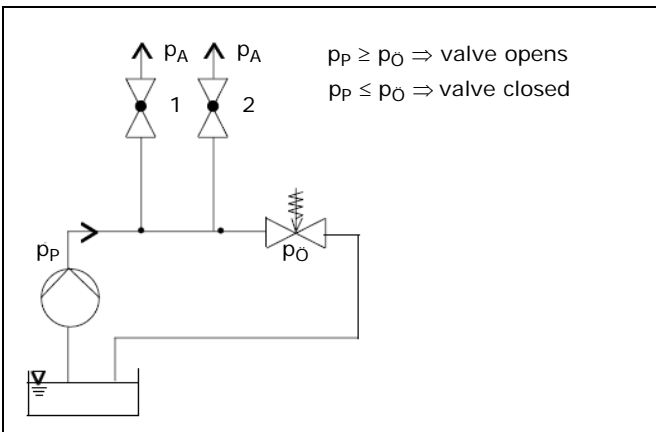 p_A p_A
p_P ≥ p_Ö ⇒ valve opens
1 2
p_P ≤ p_Ö ⇒ valve closed
p_P
p_Ö